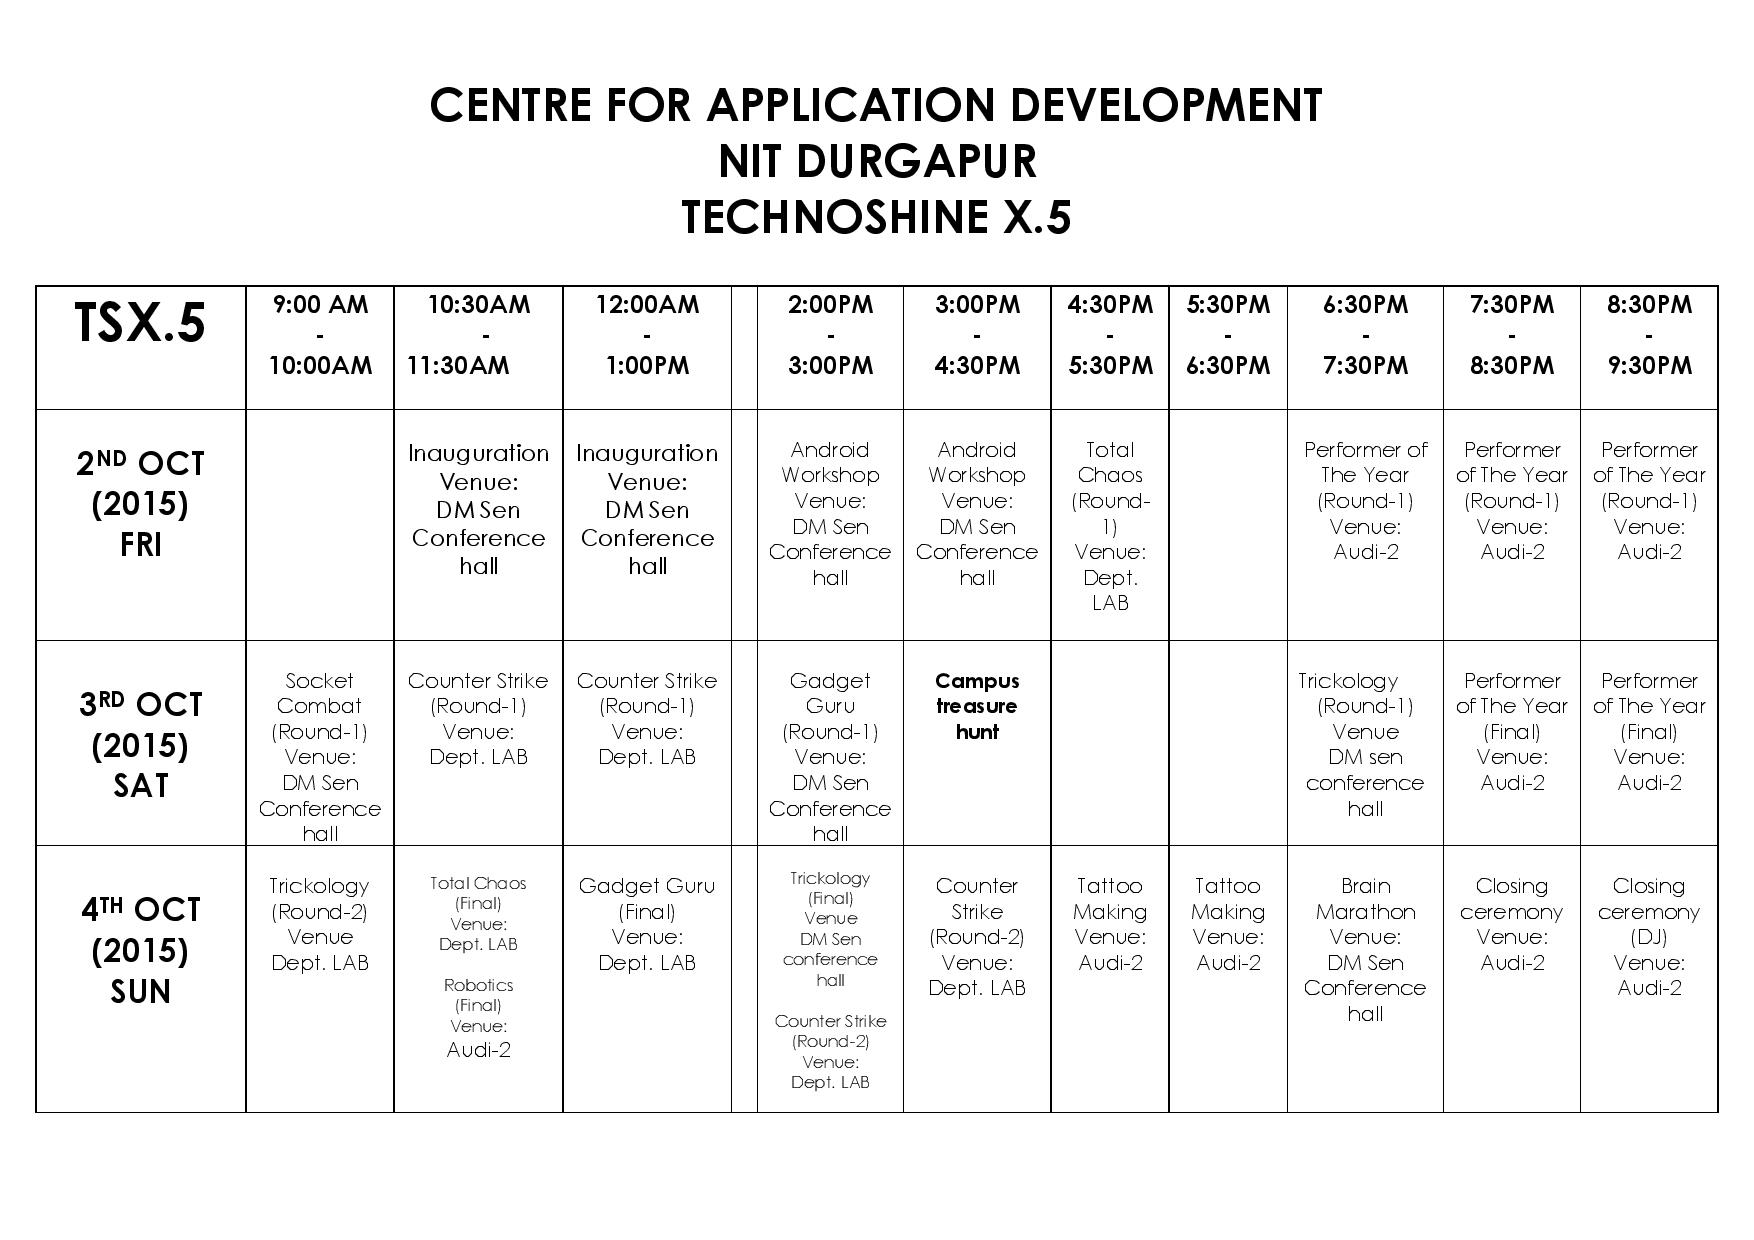 CENTRE FOR APPLICATION DEVELOPMENT
NIT DURGAPUR
TECHNOSHINE X.5
TSX.5
9:00 AM
-
10:00AM
10:30AM
-
11:30AM
12:00AM
-
1:00PM
2:00PM
-
3:00PM
3:00PM
-
4:30PM
4:30PM
-
5:30PM
5:30PM
-
6:30PM
6:30PM
-
7:30PM
7:30PM
-
8:30PM
8:30PM
-
9:30PM
2ND OCT
(2015)
FRI
Inauguration
Venue:
DM Sen
Conference
hall
Inauguration
Venue:
DM Sen
Conference
hall
Android
Workshop
Venue:
DM Sen
Conference
hall
Android
Workshop
Venue:
DM Sen
Conference
hall
Total
Chaos
(Round-
1)
Venue:
Dept.
LAB
Performer of
The Year
(Round-1)
Venue:
Audi-2
Performer
of The Year
(Round-1)
Venue:
Audi-2
Performer
of The Year
(Round-1)
Venue:
Audi-2
3RD OCT
(2015)
SAT
Socket
Combat
(Round-1)
Venue:
DM Sen
Conference
hall
Counter Strike
(Round-1)
Venue:
Dept. LAB
Counter Strike
(Round-1)
Venue:
Dept. LAB
Gadget
Guru
(Round-1)
Venue:
DM Sen
Conference
hall
Campus
treasure
hunt
Trickology
(Round-1)
Venue
DM sen
conference
hall
Performer
of The Year
(Final)
Venue:
Audi-2
Performer
of The Year
(Final)
Venue:
Audi-2
4TH OCT
(2015)
SUN
Trickology
(Round-2)
Venue
Dept. LAB
Total Chaos
(Final)
Venue:
Dept. LAB
Robotics
(Final)
Venue:
Audi-2
Gadget Guru
(Final)
Venue:
Dept. LAB
Trickology
(Final)
Venue
DM Sen
conference
hall
Counter Strike
(Round-2)
Venue:
Dept. LAB
Counter
Strike
(Round-2)
Venue:
Dept. LAB
Tattoo
Making
Venue:
Audi-2
Tattoo
Making
Venue:
Audi-2
Brain
Marathon
Venue:
DM Sen
Conference
hall
Closing
ceremony
Venue:
Audi-2
Closing
ceremony
(DJ)
Venue:
Audi-2